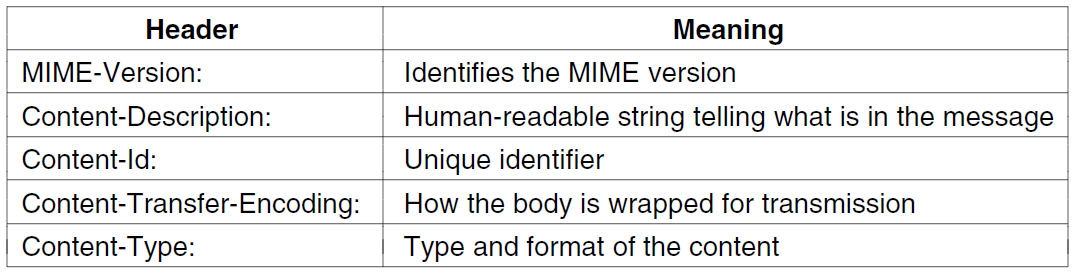 Header Meaning
MIME-Version: Identifies the MIME version
Content-Description: Human-readable string telling what is in the message
Content-Id: Unique identifier
Content-Transfer-Encoding: How the body is wrapped for transmission
Content-Type: Type and format of the content